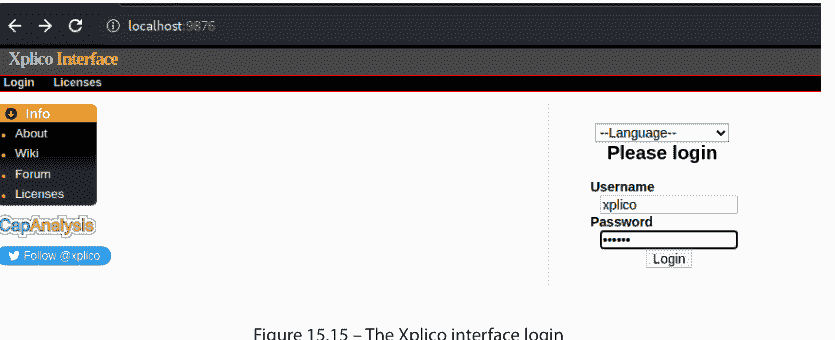 localhost:9876
Xplico Interface
Login Licenses
Info
About
Wiki
Forum
Licenses
CapAnalysis
Follow @xplico
--Language--
Please login
Username
xplico
Password
••••••
Login
Figure 15.15 – The Xplico interface login